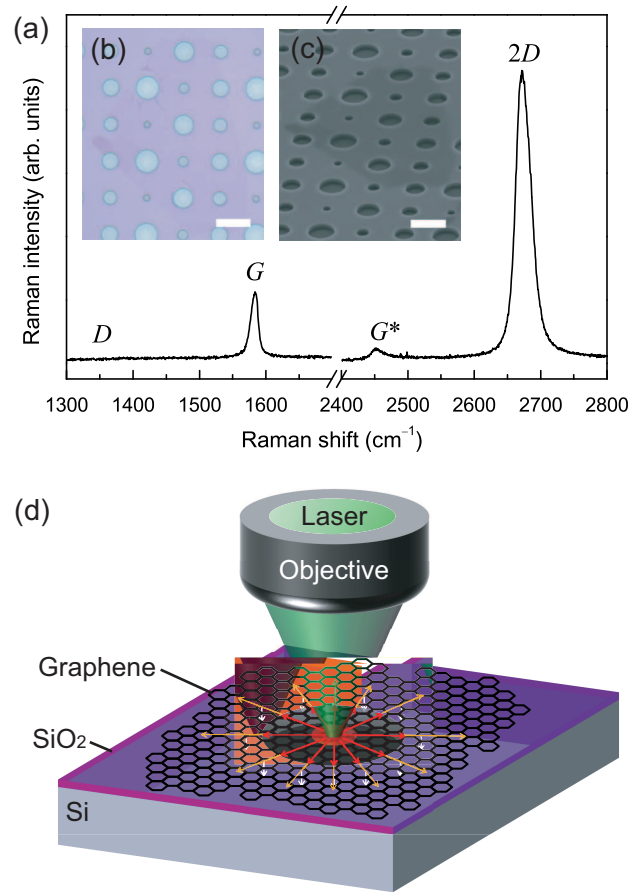 (a)
(b)
(c)
2D
G
D
G*
Raman intensity (arb. units)
1300 1400 1500 1600 2400 2500 2600 2700 2800
Raman shift (cm⁻¹)
(d)
Laser
Objective
Graphene
SiO₂
Si